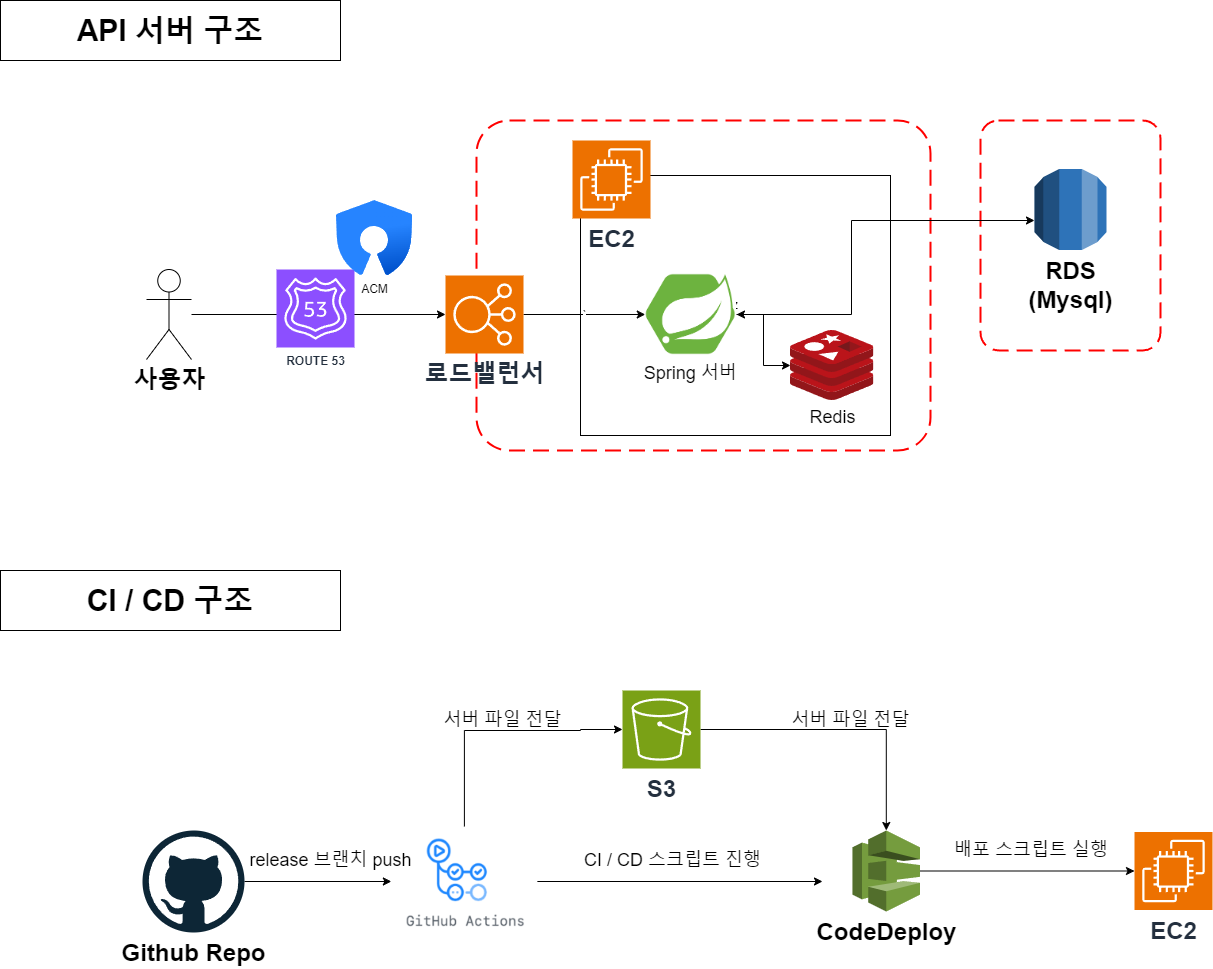 API 서버 구조
EC2
RDS
(Mysql)
53
ACM
ROUTE 53
사용자
로드밸런서
Spring 서버
:
Redis
CI / CD 구조
서버 파일 전달
서버 파일 전달
S3
release 브랜치 push
CI / CD 스크립트 진행
배포 스크립트 실행
GitHub Actions
CodeDeploy
EC2
Github Repo